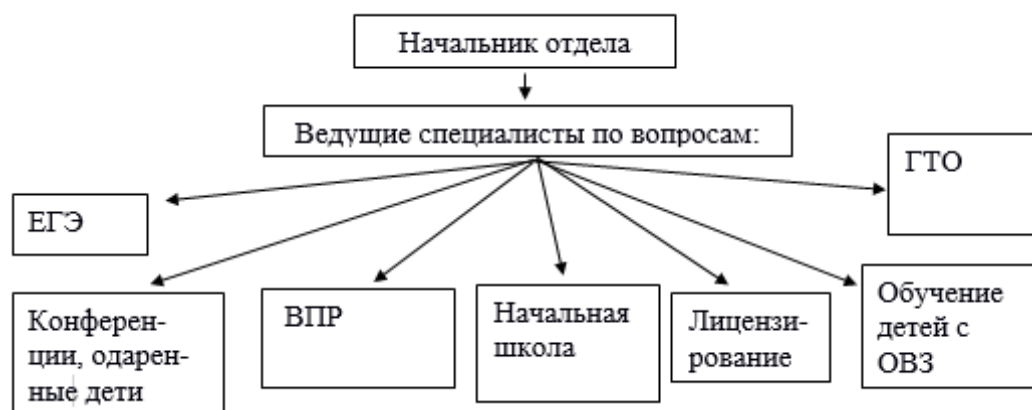 Начальник отдела
Ведущие специалисты по вопросам:
ГТО
ЕГЭ
Конферен-
ции, одарен-
ные дети
ВПР
Начальная
школа
Лицензи-
рование
Обучение
детей с
ОВЗ